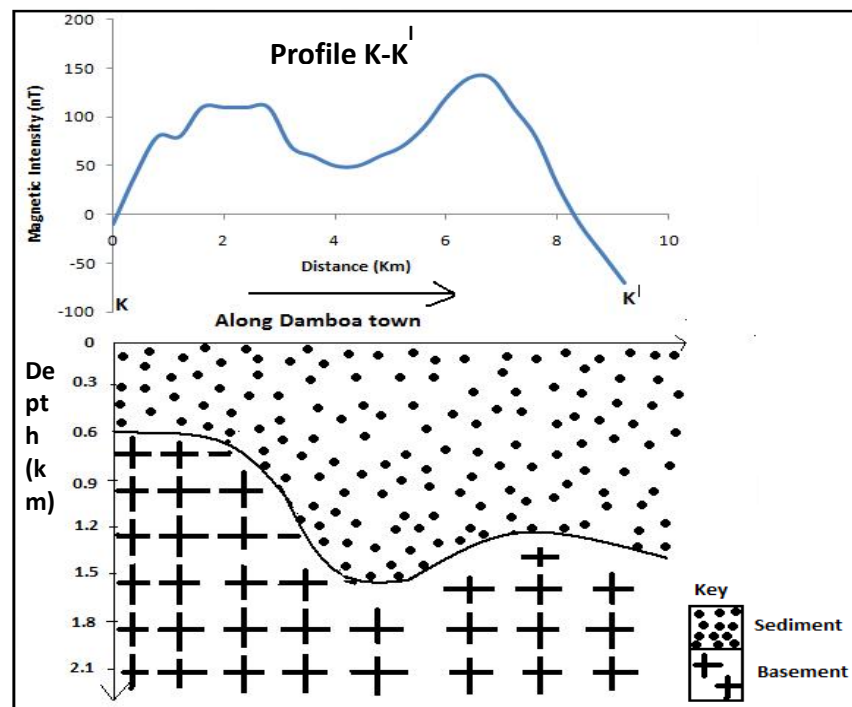 Profile K-K|
Magnetic Intensity (nT)
200
150
100
50
0
-50
-100
0
2
4
6
8
10
Distance (Km)
K
K|
Along Damboa town
Depth (km)
0
0.3
0.6
0.9
1.2
1.5
1.8
2.1
Key
Sediment
Basement